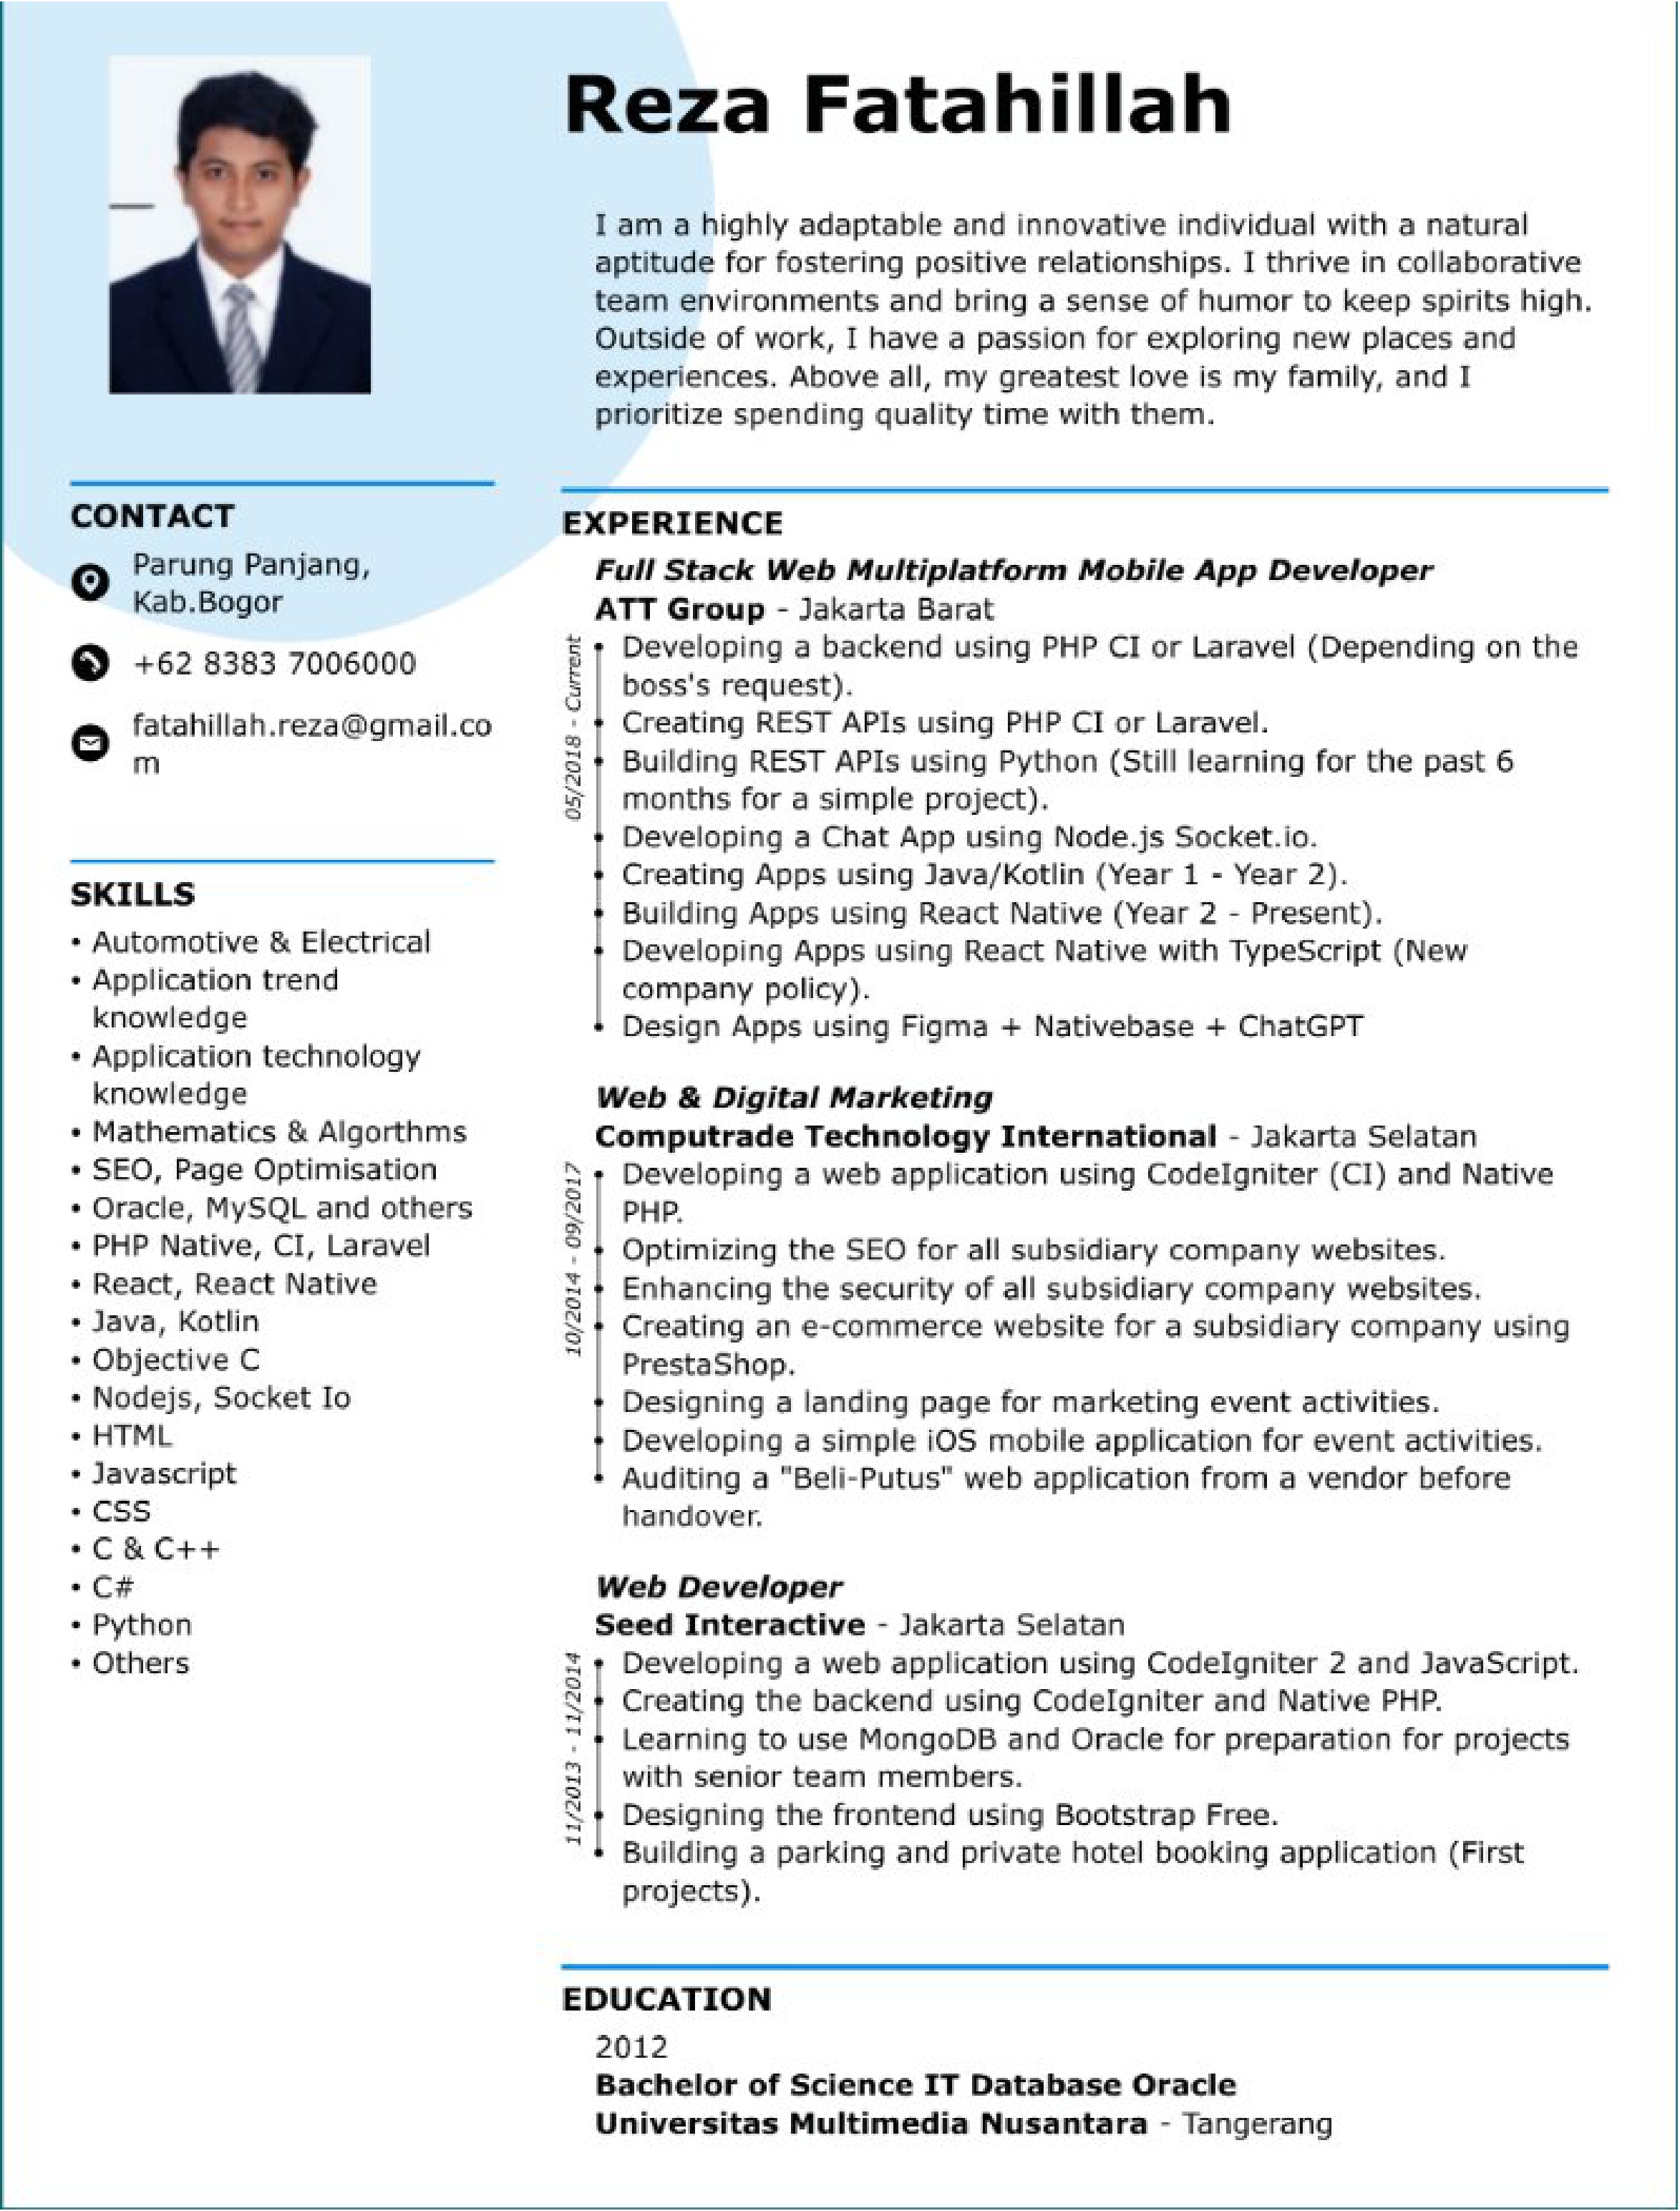 Reza Fatahillah
I am a highly adaptable and innovative individual with a natural
aptitude for fostering positive relationships. I thrive in collaborative
team environments and bring a sense of humor to keep spirits high.
Outside of work, I have a passion for exploring new places and
experiences. Above all, my greatest love is my family, and I
prioritize spending quality time with them.
CONTACT
Parung Panjang,
Kab.Bogor
+62 8383 7006000
fatahillah.reza@gmail.co
m
SKILLS
• Automotive & Electrical
• Application trend
knowledge
• Application technology
knowledge
• Mathematics & Algorthms
• SEO, Page Optimisation
• Oracle, MySQL and others
• PHP Native, CI, Laravel
• React, React Native
• Java, Kotlin
• Objective C
• Nodejs, Socket Io
• HTML
• Javascript
• CSS
• C & C++
• C#
• Python
• Others
EXPERIENCE
Full Stack Web Multiplatform Mobile App Developer
ATT Group - Jakarta Barat
05/2018 - Current
• Developing a backend using PHP CI or Laravel (Depending on the
boss's request).
• Creating REST APIs using PHP CI or Laravel.
• Building REST APIs using Python (Still learning for the past 6
months for a simple project).
• Developing a Chat App using Node.js Socket.io.
• Creating Apps using Java/Kotlin (Year 1 - Year 2).
• Building Apps using React Native (Year 2 - Present).
• Developing Apps using React Native with TypeScript (New
company policy).
• Design Apps using Figma + Nativebase + ChatGPT
Web & Digital Marketing
Computrade Technology International - Jakarta Selatan
10/2014 - 09/2017
• Developing a web application using CodeIgniter (CI) and Native
PHP.
• Optimizing the SEO for all subsidiary company websites.
• Enhancing the security of all subsidiary company websites.
• Creating an e-commerce website for a subsidiary company using
PrestaShop.
• Designing a landing page for marketing event activities.
• Developing a simple iOS mobile application for event activities.
• Auditing a "Beli-Putus" web application from a vendor before
handover.
Web Developer
Seed Interactive - Jakarta Selatan
11/2013 - 11/2014
• Developing a web application using CodeIgniter 2 and JavaScript.
• Creating the backend using CodeIgniter and Native PHP.
• Learning to use MongoDB and Oracle for preparation for projects
with senior team members.
• Designing the frontend using Bootstrap Free.
• Building a parking and private hotel booking application (First
projects).
EDUCATION
2012
Bachelor of Science IT Database Oracle
Universitas Multimedia Nusantara - Tangerang